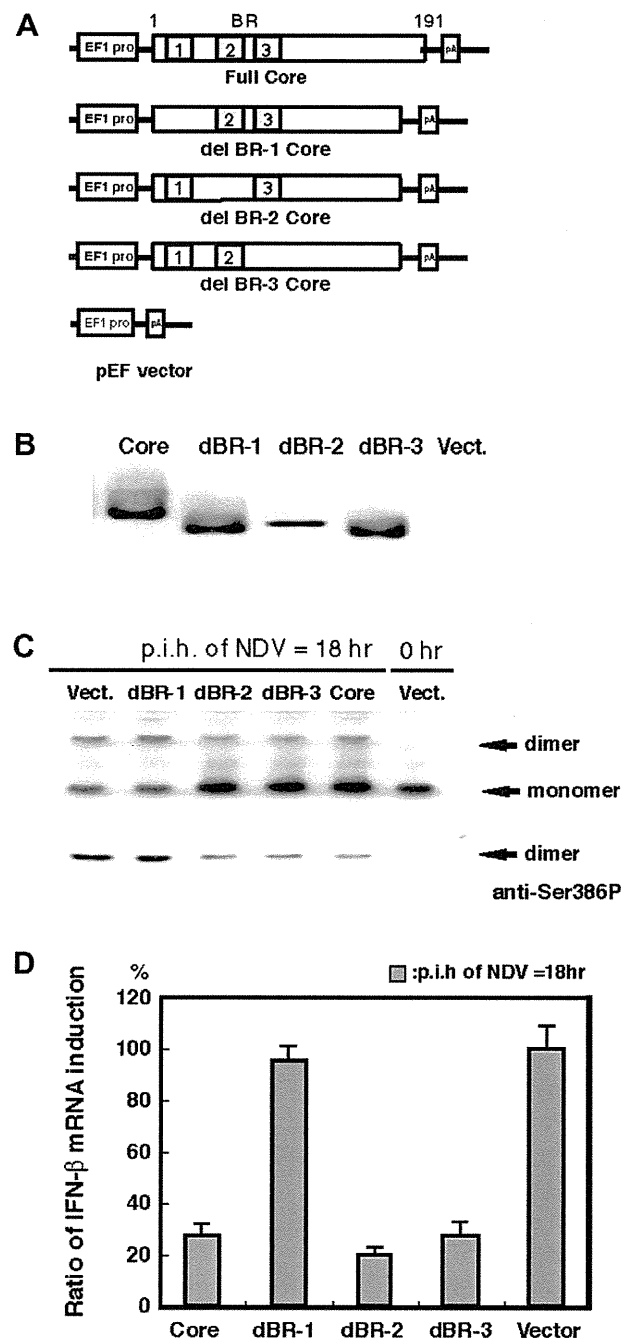 A
1 BR 191
EF1 pro 1 2 3 pA
Full Core
EF1 pro 2 3 pA
del BR-1 Core
EF1 pro 1 3 pA
del BR-2 Core
EF1 pro 1 2 pA
del BR-3 Core
EF1 pro pA
pEF vector
B
Core dBR-1 dBR-2 dBR-3 Vect.
C
p.i.h. of NDV = 18 hr 0 hr
Vect. dBR-1 dBR-2 dBR-3 Core Vect.
dimer
monomer
dimer
anti-Ser386P
D
% :p.i.h of NDV =18hr
Ratio of IFN-β mRNA induction
120
100
80
60
40
20
0
Core dBR-1 dBR-2 dBR-3 Vector